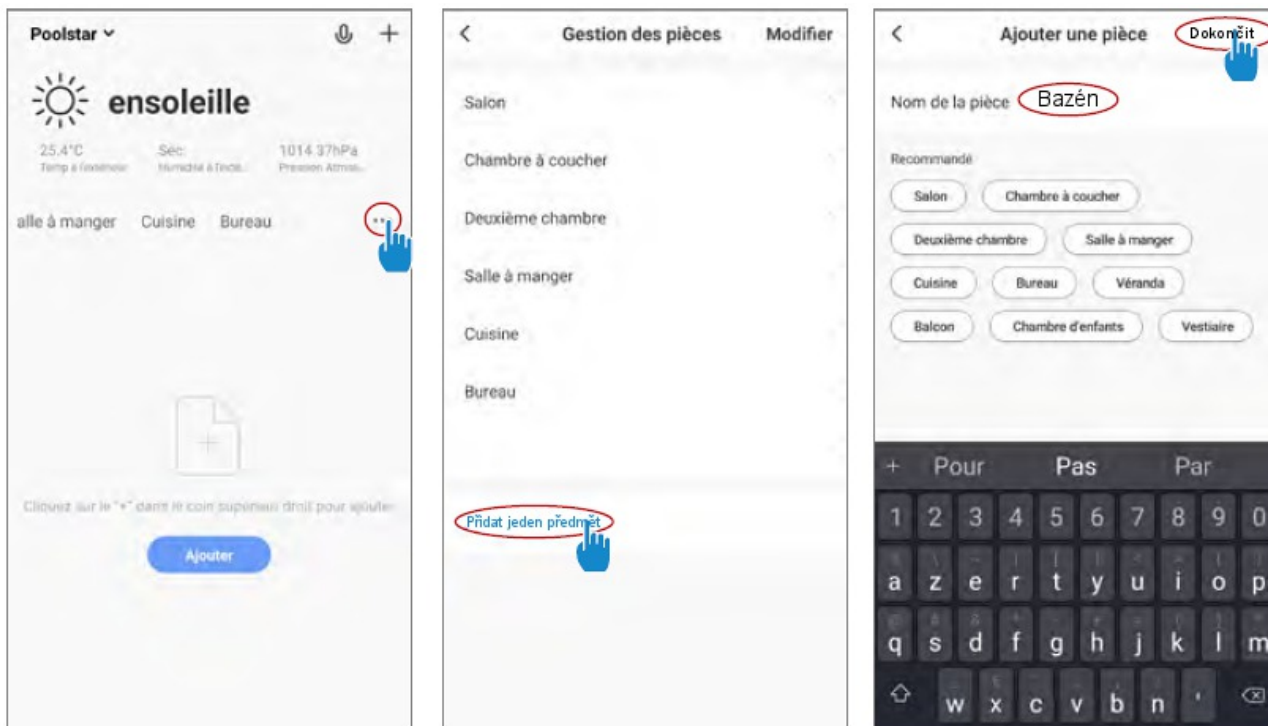 Poolstar
ensoleille
25.4°C
Sec
1014.37hPa
alle à manger Cuisine Bureau
Cliquez sur le "+" dans le coin supérieur droit pour ajouter
Ajouter
Gestion des pièces Modifier
Salon
Chambre à coucher
Deuxième chambre
Salle à manger
Cuisine
Bureau
Přidat jeden předmět
Ajouter une pièce Dokončit
Nom de la pièce Bazén
Recommandé
Salon Chambre à coucher
Deuxième chambre Salle à manger
Cuisine Bureau Véranda
Balcon Chambre d'enfants Vestiaire
+ Pour Pas Par
1 2 3 4 5 6 7 8 9 0
a z e r t y u i o p
q s d f g h j k l m
w x c v b n '